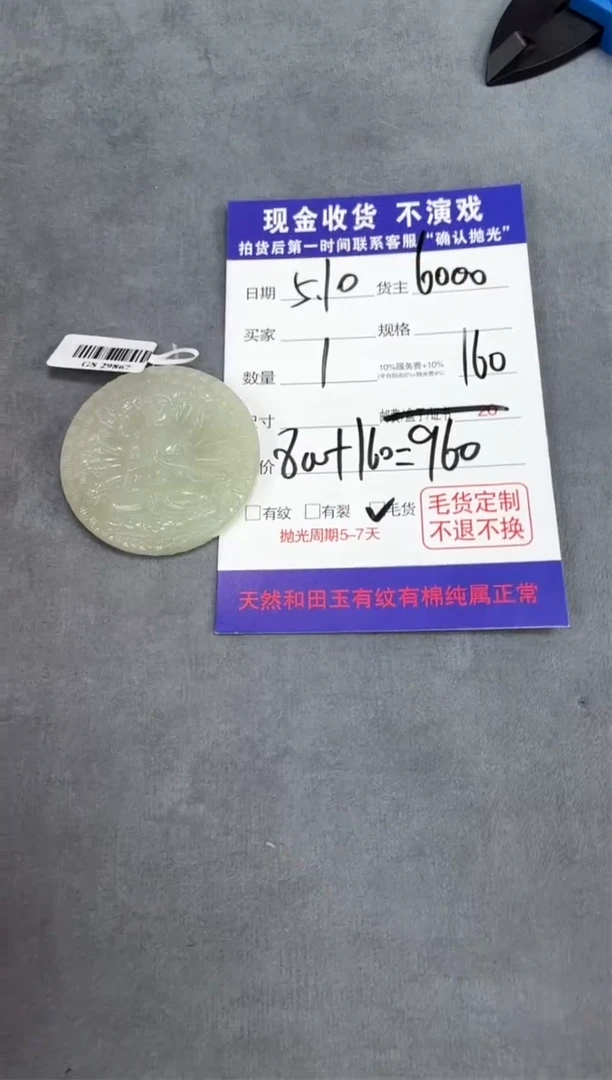 现金收货 不演戏
拍货后第一时间联系客服“确认抛光”
日期 5.10 货主 6000
买家 规格
数量 1 10%服务费+10% 160
GS 29867
寸 20
价 800+160=960
有纹 有裂 毛货
毛货定制
不退不换
抛光周期5-7天
天然和田玉有纹有棉纯属正常